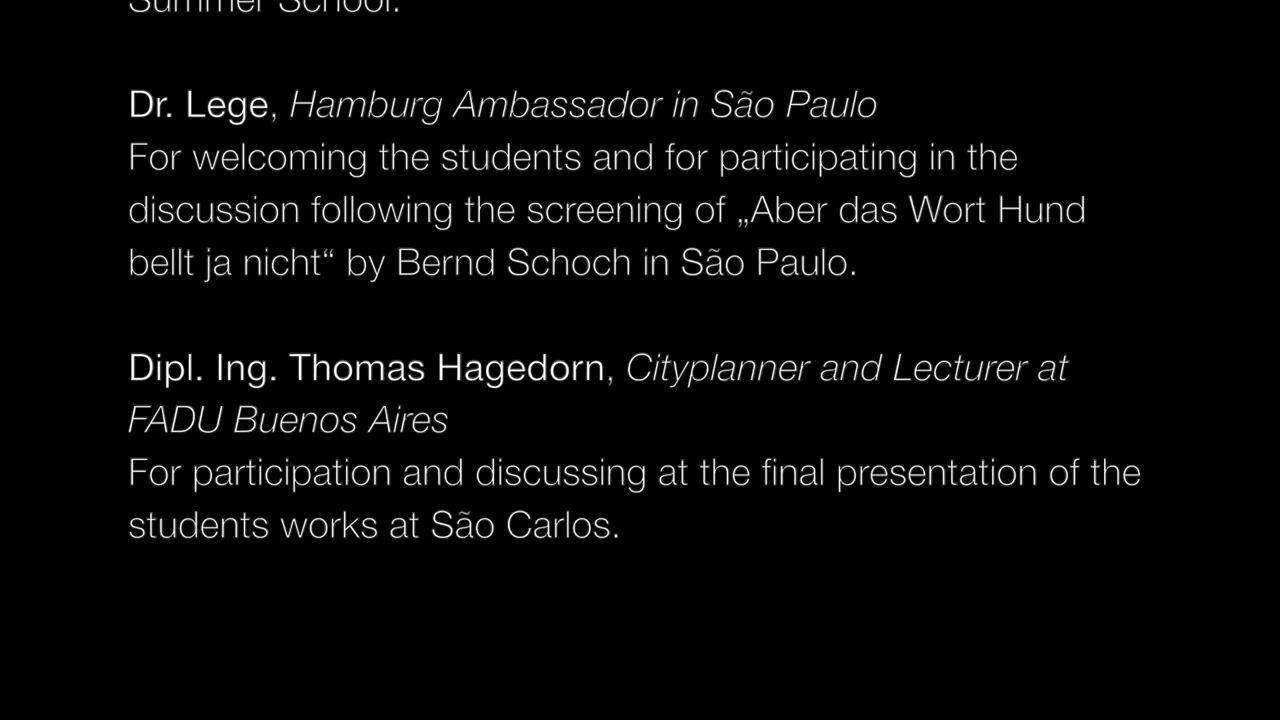 Summer School.
Dr. Lege, Hamburg Ambassador in São Paulo
For welcoming the students and for participating in the
discussion following the screening of „Aber das Wort Hund
bellt ja nicht“ by Bernd Schoch in São Paulo.
Dipl. Ing. Thomas Hagedorn, Cityplanner and Lecturer at
FADU Buenos Aires
For participation and discussing at the final presentation of the
students works at São Carlos.